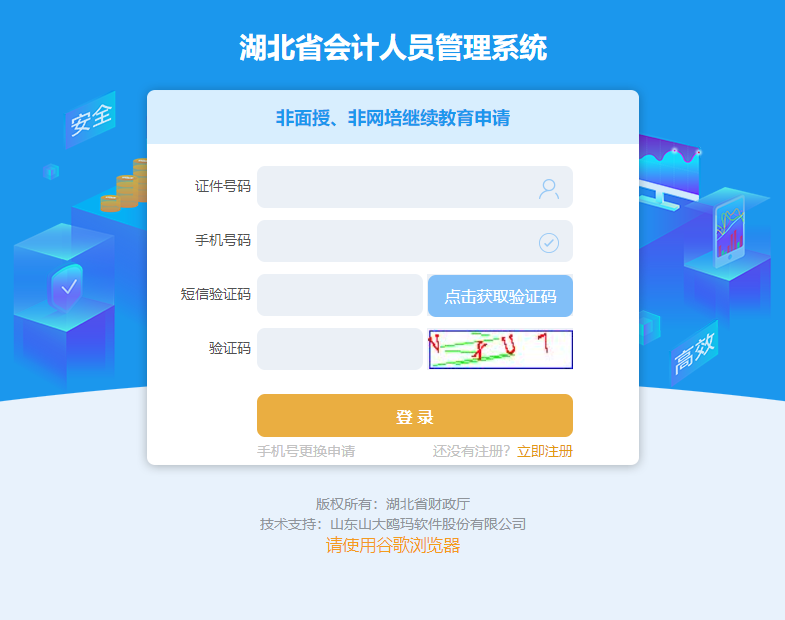 湖北省会计人员管理系统
安全
非面授、非网培继续教育申请
证件号码
手机号码
短信验证码 点击获取验证码
验证码
高效
登 录
手机号更换申请 还没有注册？立即注册
版权所有：湖北省财政厅
技术支持：山东山大鸥玛软件股份有限公司
请使用谷歌浏览器